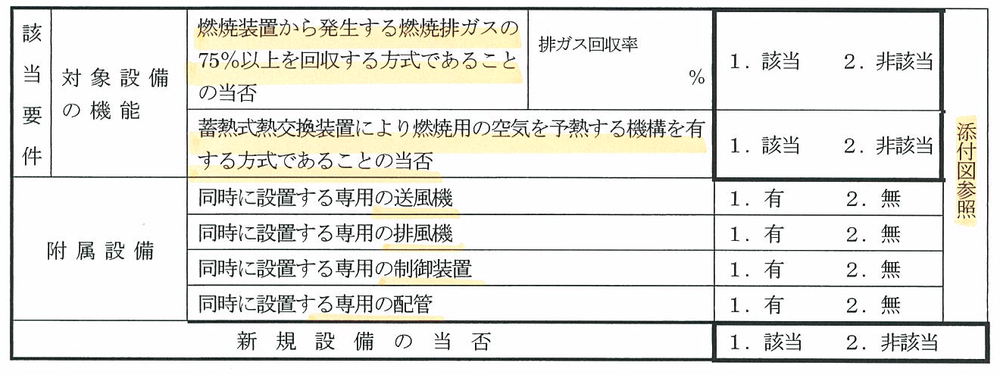 該当要件
対象設備
の機能
燃焼装置から発生する燃焼排ガスの
75％以上を回収する方式であること
の当否
排ガス回収率
％
1．該当　2．非該当
蓄熱式熱交換装置により燃焼用の空気を予熱する機構を有
する方式であることの当否
1．該当　2．非該当
添付図参照
附属設備
同時に設置する専用の送風機
1．有　2．無
同時に設置する専用の排風機
1．有　2．無
同時に設置する専用の制御装置
1．有　2．無
同時に設置する専用の配管
1．有　2．無
新規設備の当否
1．該当　2．非該当